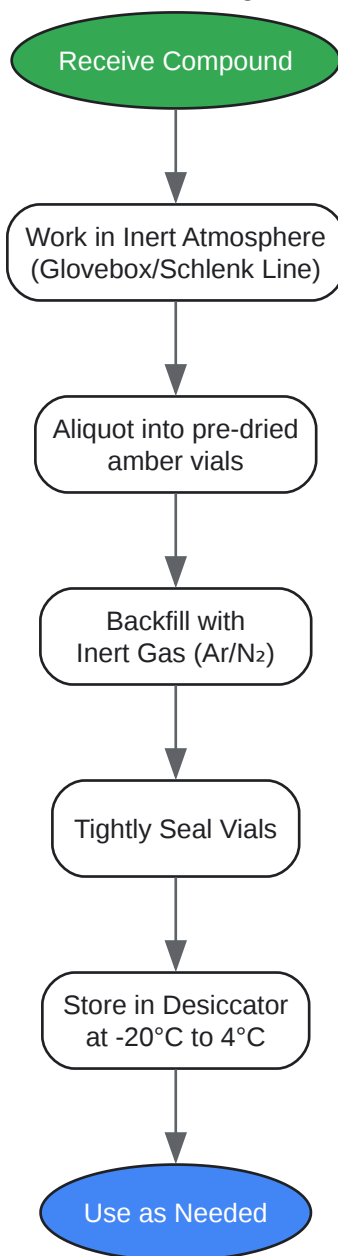 Receive Compound
Work in Inert Atmosphere
(Glovebox/Schlenk Line)
Aliquot into pre-dried
amber vials
Backfill with
Inert Gas (Ar/N₂)
Tightly Seal Vials
Store in Desiccator
at -20°C to 4°C
Use as Needed